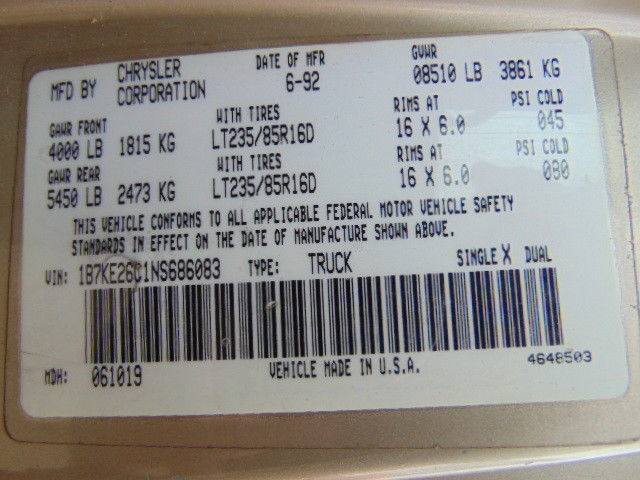 MFD BY CHRYSLER CORPORATION DATE OF MFR 6-92 GVWR 08510 LB 3861 KG
GAWR FRONT WITH TIRES RIMS AT PSI COLD
4000 LB 1815 KG LT235/85R16D 16 X 6.0 045
GAWR REAR WITH TIRES RIMS AT PSI COLD
5450 LB 2473 KG LT235/85R16D 16 X 6.0 080
THIS VEHICLE CONFORMS TO ALL APPLICABLE FEDERAL MOTOR VEHICLE SAFETY
STANDARDS IN EFFECT ON THE DATE OF MANUFACTURE SHOWN ABOVE.
VIN: 1B7KE26C1NS686083 TYPE: TRUCK SINGLE X DUAL
MDH: 061019 VEHICLE MADE IN U.S.A. 4648503